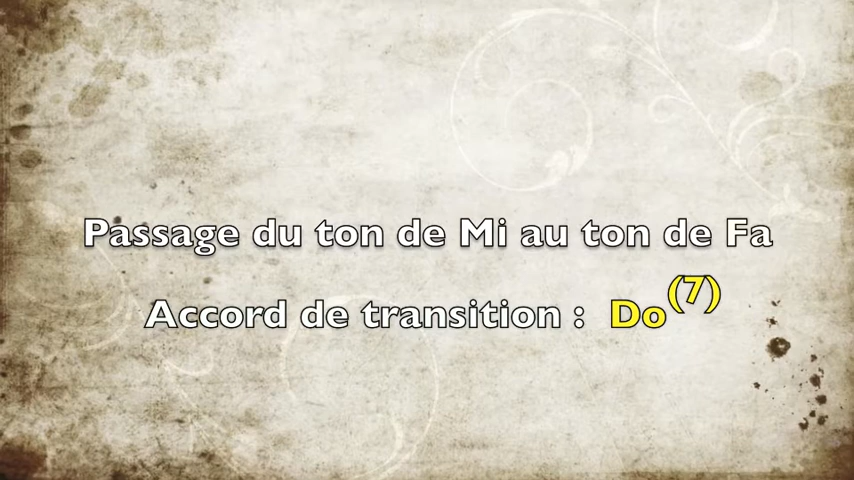 Passage du ton de Mi au ton de Fa
Accord de transition : Do(7)